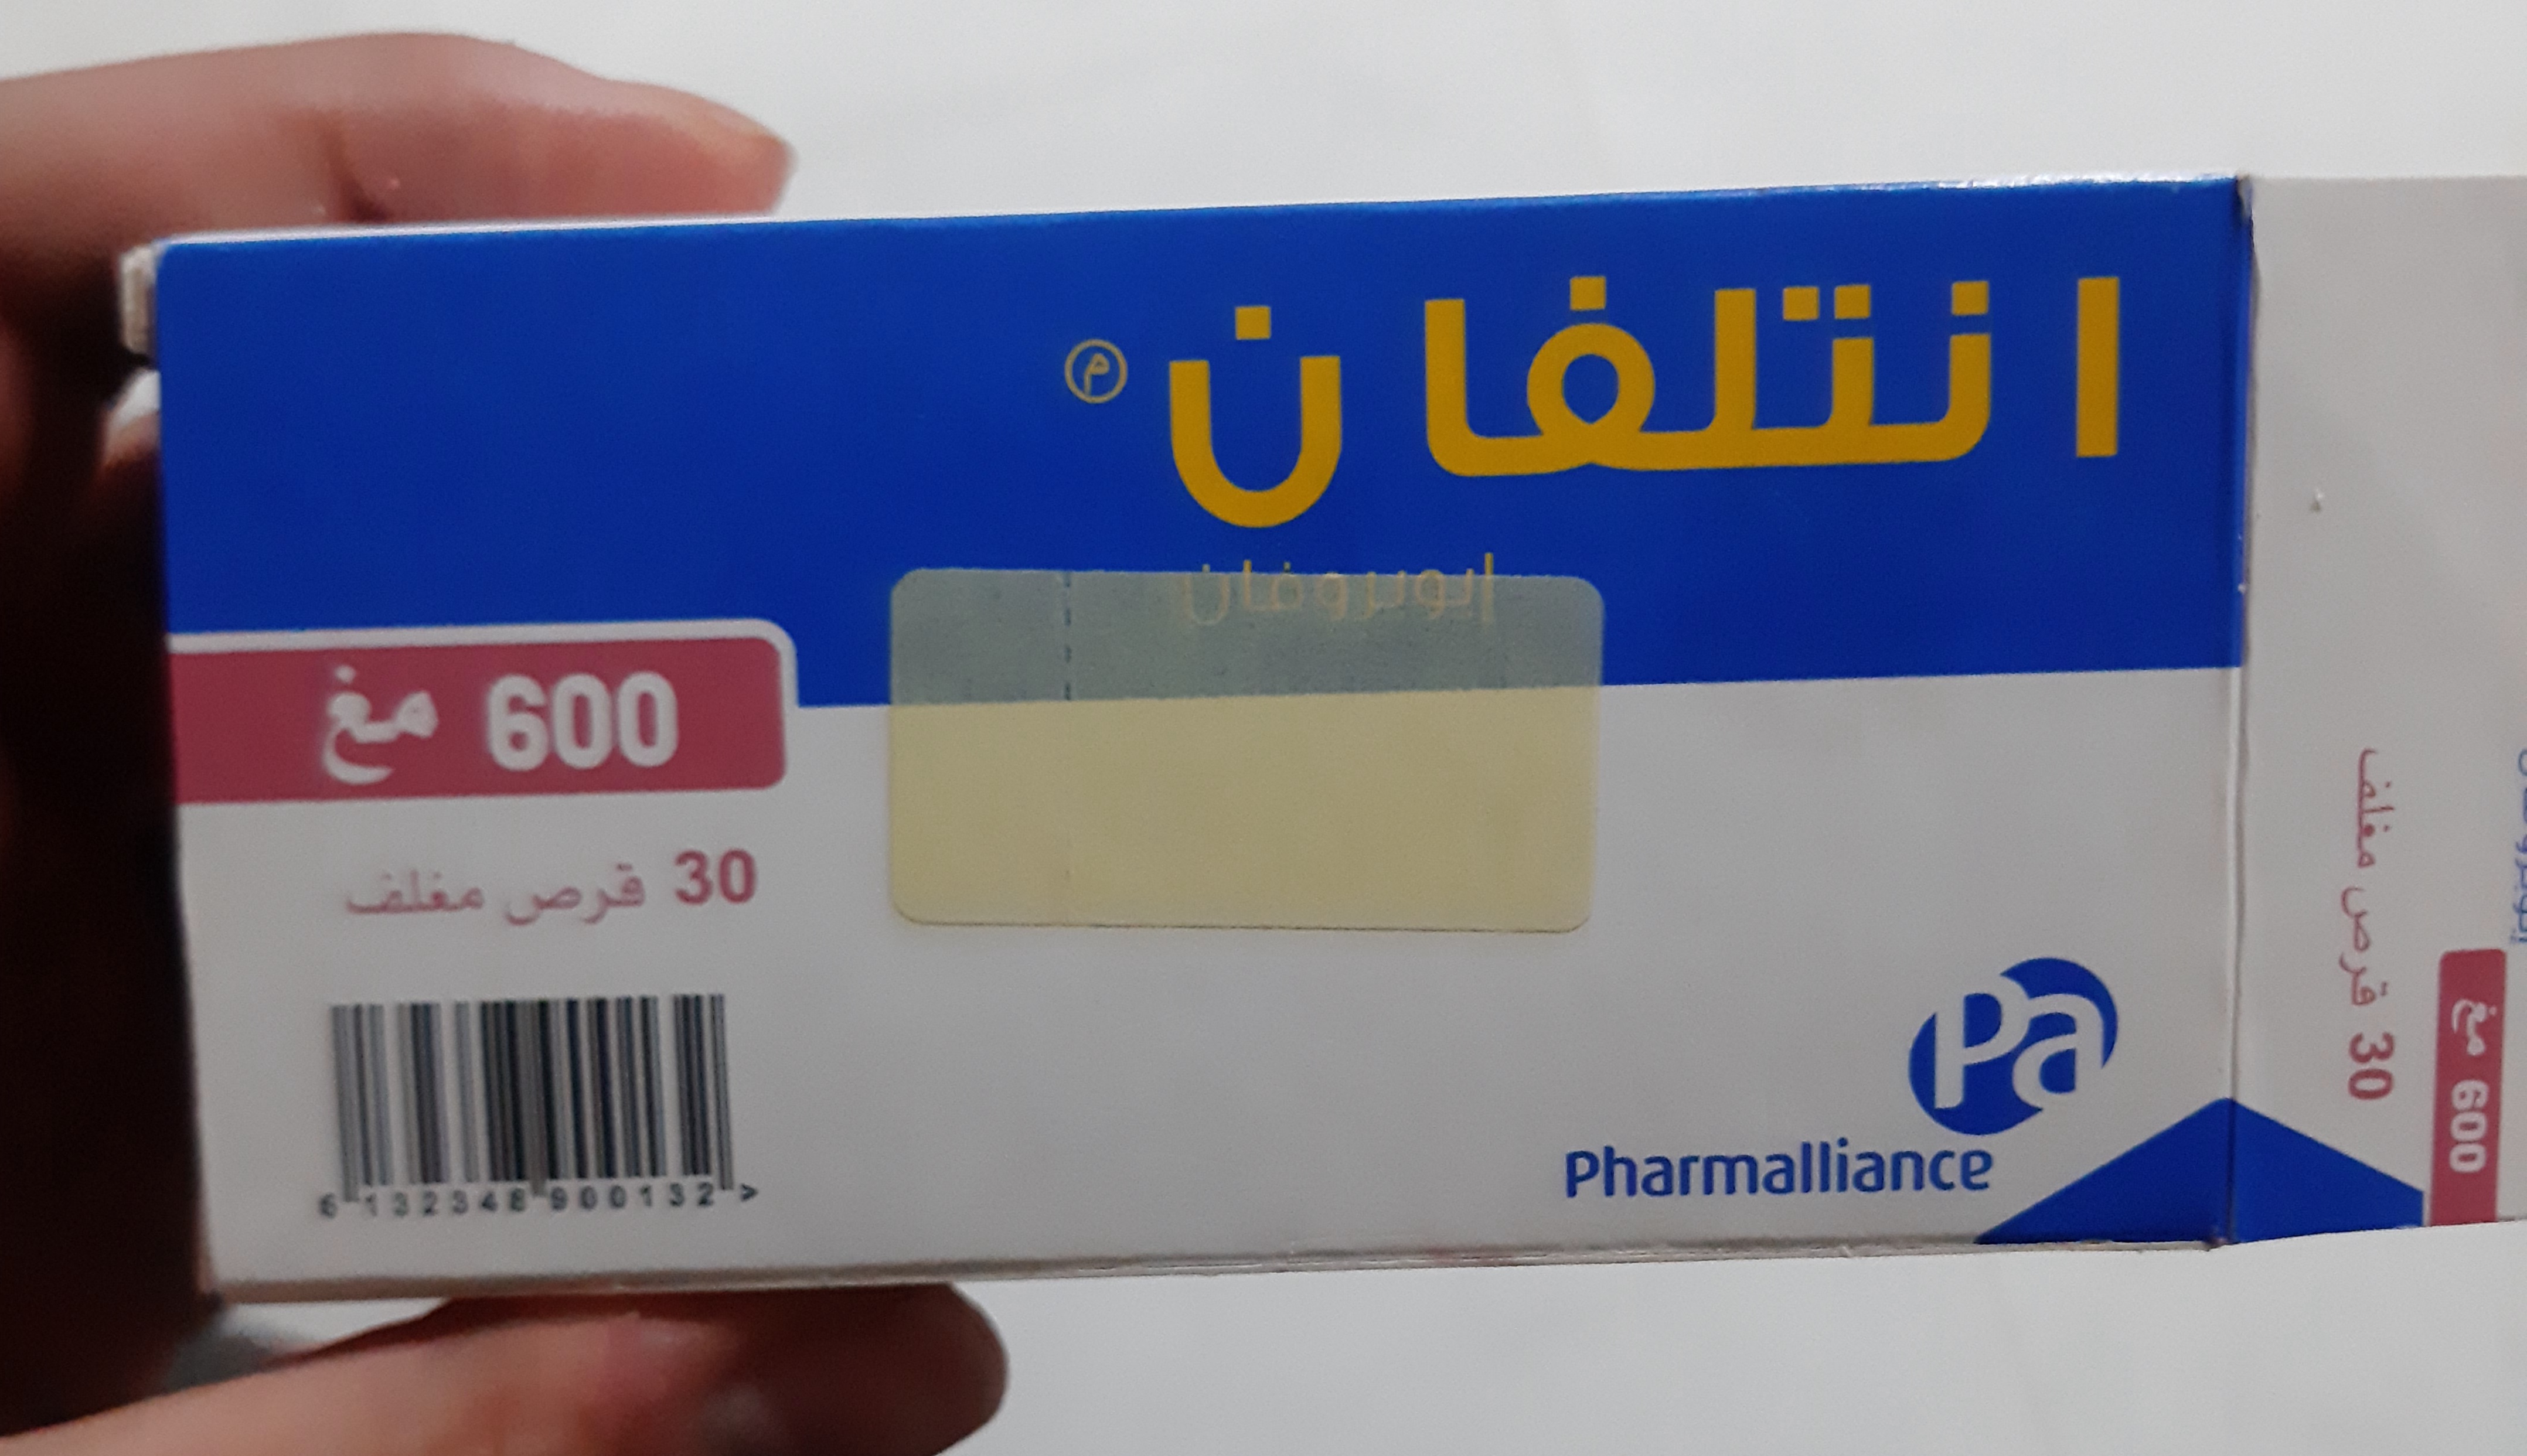 انتلفان م
إيبوبروفان
600 مغ
30 قرص مغلف
6 132348 900132 >
Pa
Pharmalliance
30 قرص مغلف
600 مغ